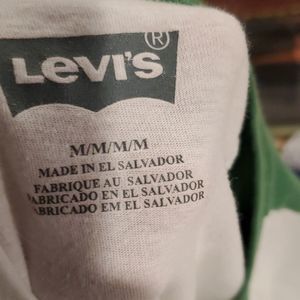 Levi's®
M/M/M/M
MADE IN EL SALVADOR
FABRIQUE AU SALVADOR
FABRICADO EN EL SALVADOR
FABRICADO EM EL SALVADOR